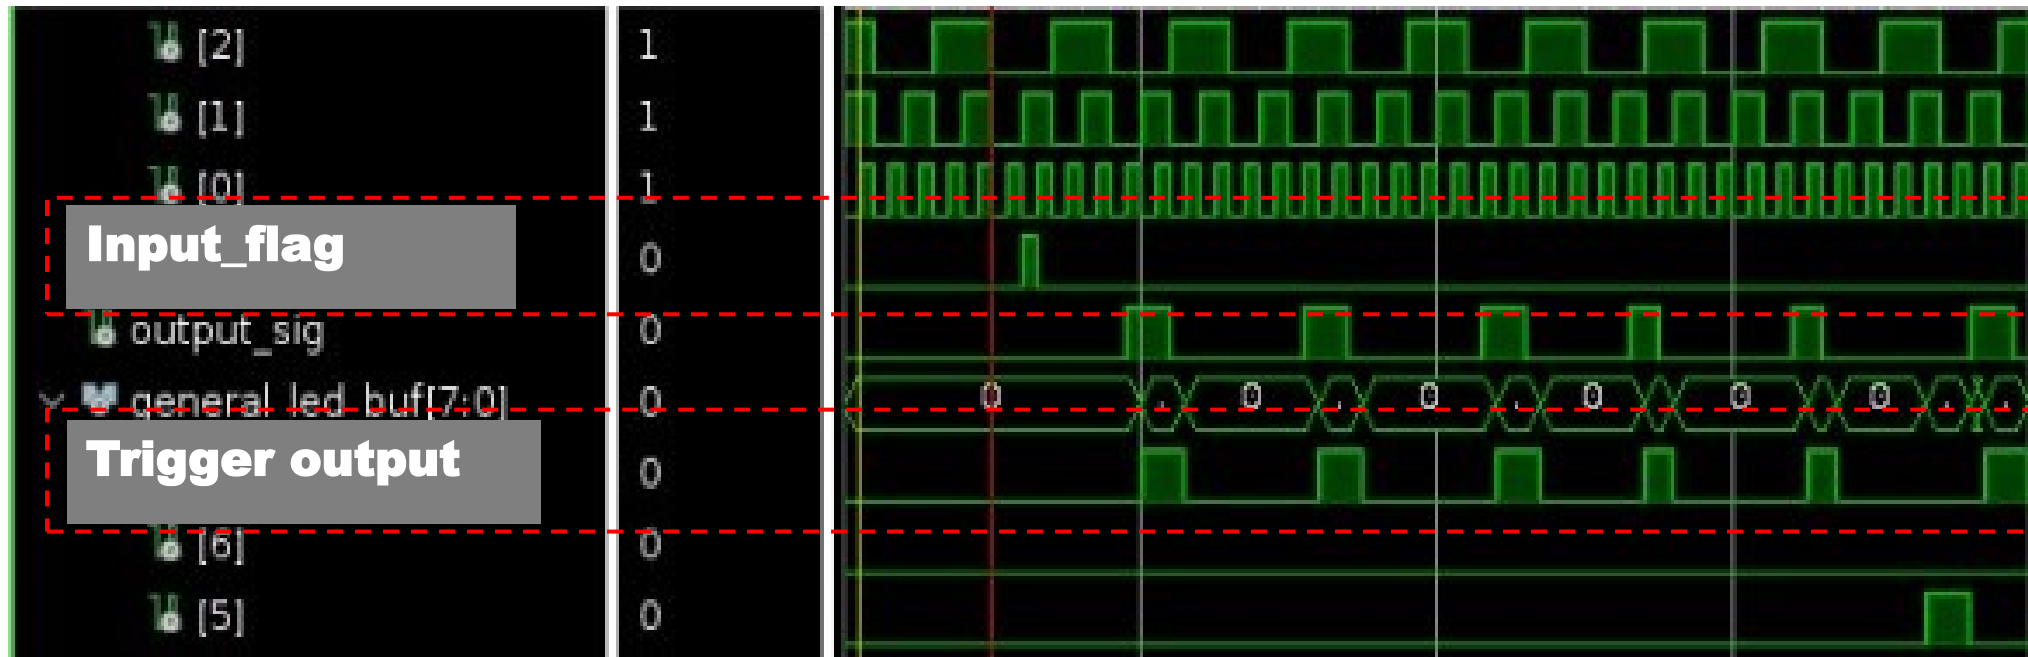 [2] 1
[1] 1
[0] 1
Input_flag 0
output_sig 0
general_led_buf[7:0] 0 0 0 0 0 0 0
Trigger output 0
[6] 0
[5] 0